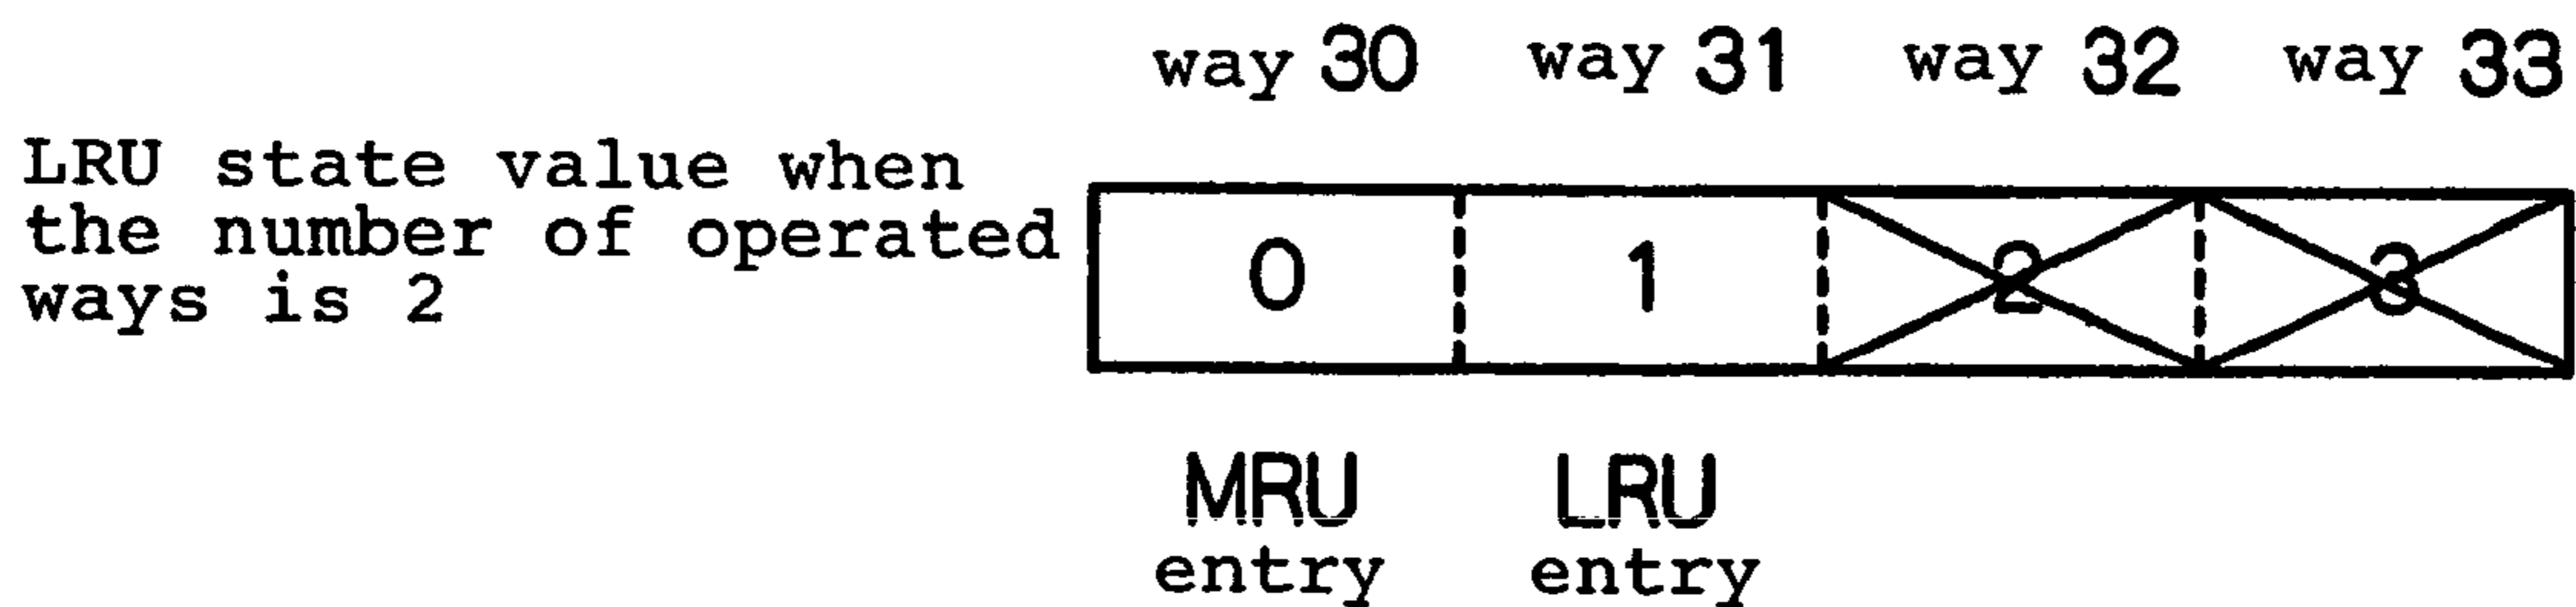 way 30 way 31 way 32 way 33
LRU state value when
the number of operated
ways is 2
0 1 2 3
MRU LRU
entry entry